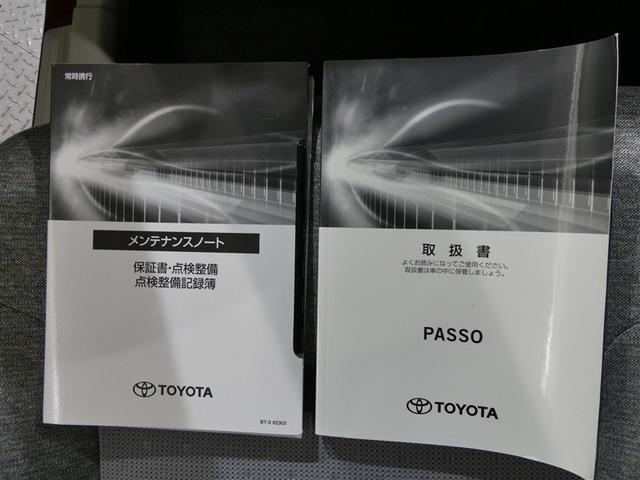 常時携行
メンテナンスノート
保証書・点検整備
点検整備記録簿
TOYOTA
BT-0 62303
取扱書
よくお読みになってご使用ください。
取扱書は車の中に保管しましょう。
PASSO
TOYOTA